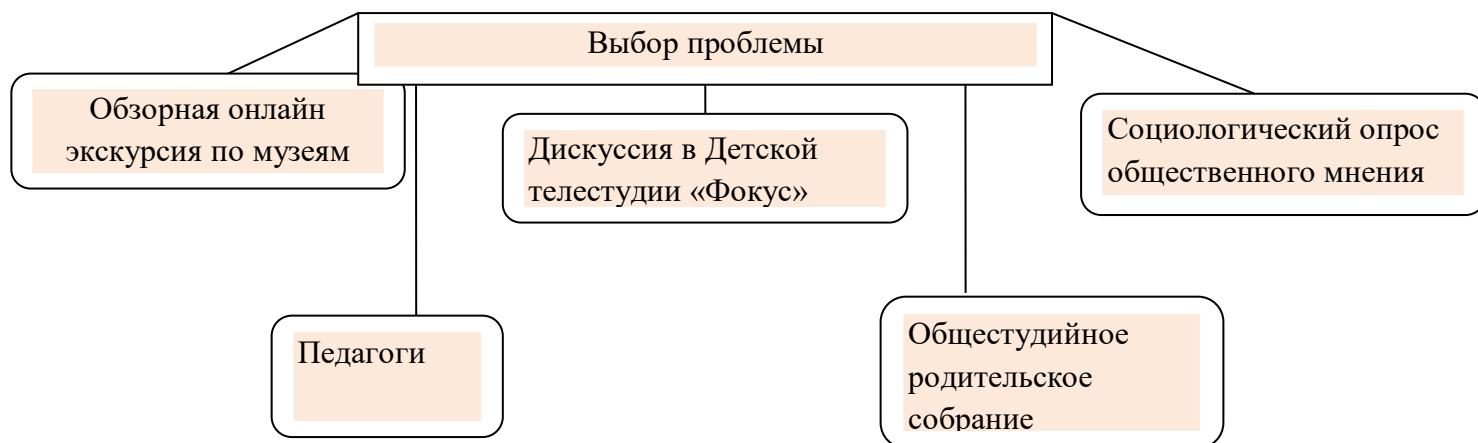 Выбор проблемы
Обзорная онлайн
экскурсия по музеям
Дискуссия в Детской
телестудии «Фокус»
Социологический опрос
общественного мнения
Педагоги
Общестудийное
родительское
собрание